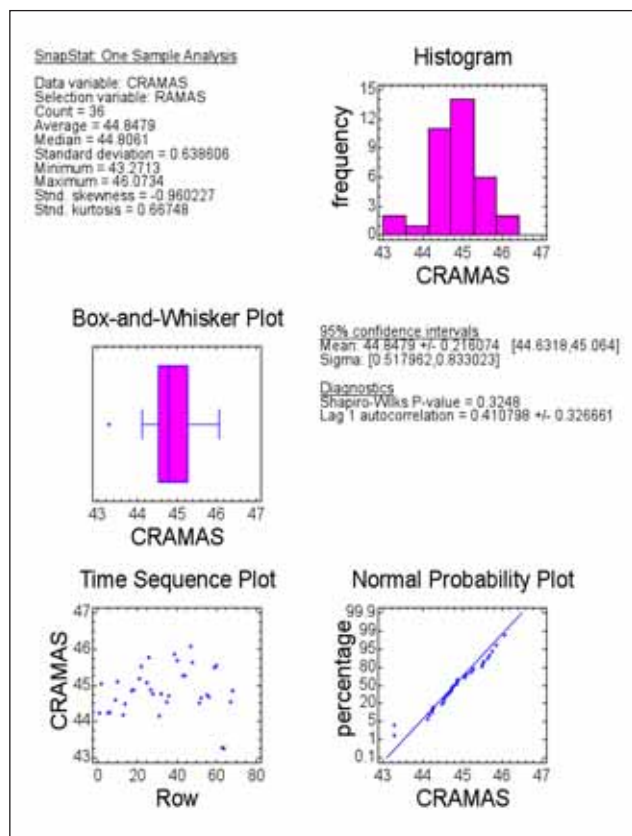 SnapStat: One Sample Analysis
Data variable: CRAMAS
Selection variable: RAMAS
Count = 36
Average = 44.8479
Median = 44.8061
Standard deviation = 0.638606
Minimum = 43.2713
Maximum = 46.0734
Stnd. skewness = -0.960227
Stnd. kurtosis = 0.66748
Histogram
frequency
15
12
9
6
3
0
43 44 45 46 47
CRAMAS
Box-and-Whisker Plot
43 44 45 46 47
CRAMAS
95% confidence intervals
Mean: 44.8479 +/- 0.216074 [44.6318,45.064]
Sigma: [0.517962,0.833023]
Diagnostics
Shapiro-Wilks P-value = 0.3248
Lag 1 autocorrelation = 0.410798 +/- 0.326661
Time Sequence Plot
CRAMAS
47
46
45
44
43
0 20 40 60 80
Row
Normal Probability Plot
percentage
99.9
99
95
80
50
20
5
1
0.1
43 44 45 46 47
CRAMAS